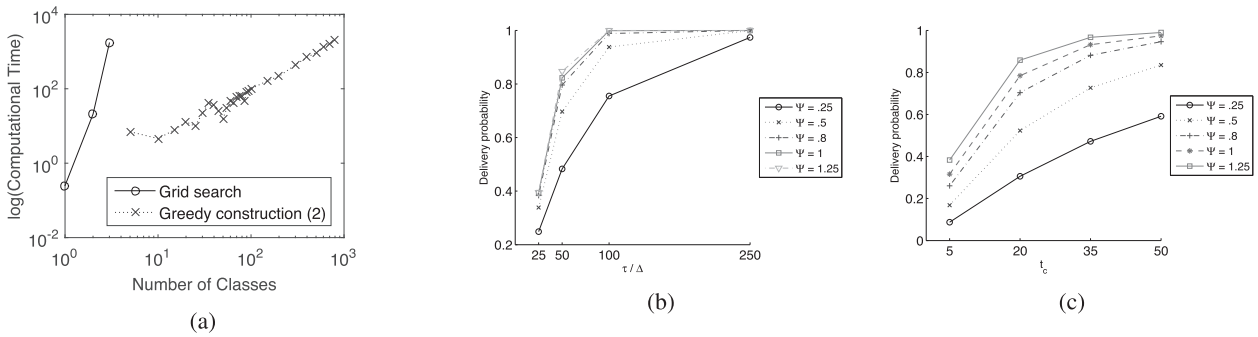 10^4
10^2
10^0
10^-2
log(Computational Time)
Grid search
Greedy construction (2)
10^0 10^1 10^2 10^3
Number of Classes
(a)
1
0.8
0.6
0.4
0.2
Delivery probability
25 50 100 250
τ / Δ
Ψ = .25
Ψ = .5
Ψ = .8
Ψ = 1
Ψ = 1.25
(b)
1
0.8
0.6
0.4
0.2
0
Delivery probability
5 20 35 50
t_c
Ψ = .25
Ψ = .5
Ψ = .8
Ψ = 1
Ψ = 1.25
(c)